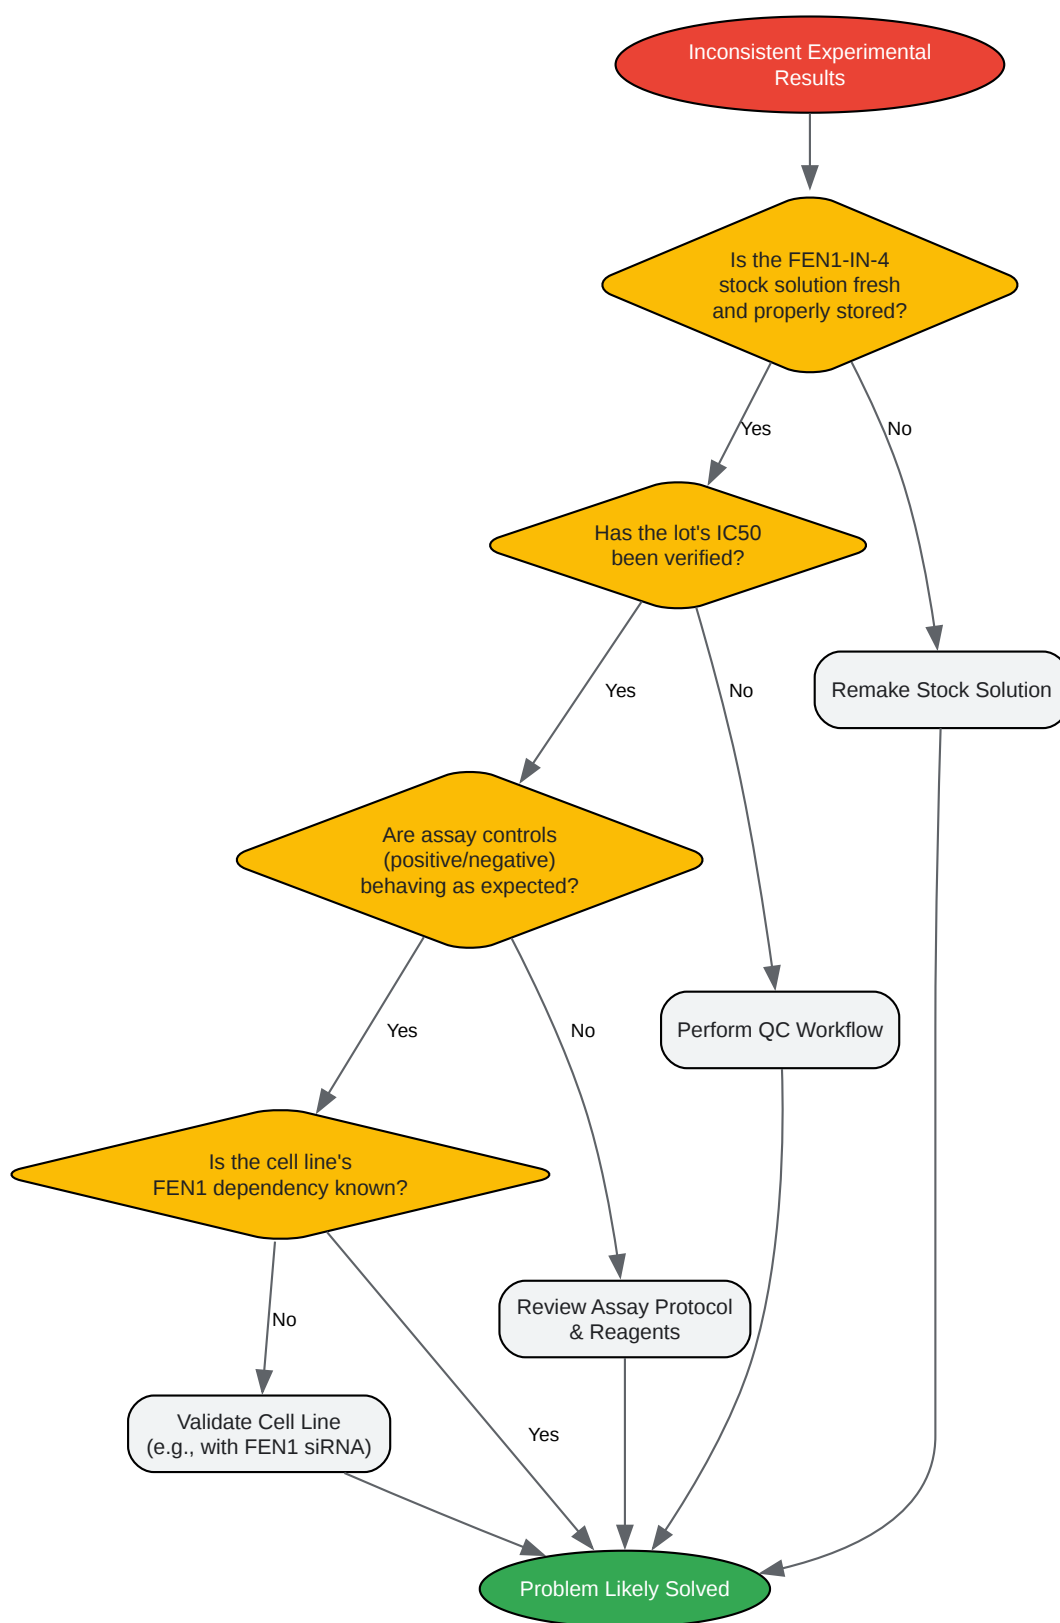 Inconsistent Experimental
Results
Is the FEN1-IN-4
stock solution fresh
and properly stored?
Yes
No
Has the lot's IC50
been verified?
Yes
No
Remake Stock Solution
Are assay controls
(positive/negative)
behaving as expected?
Yes
No
Perform QC Workflow
Is the cell line's
FEN1 dependency known?
No
Yes
Review Assay Protocol
& Reagents
Validate Cell Line
(e.g., with FEN1 siRNA)
Problem Likely Solved